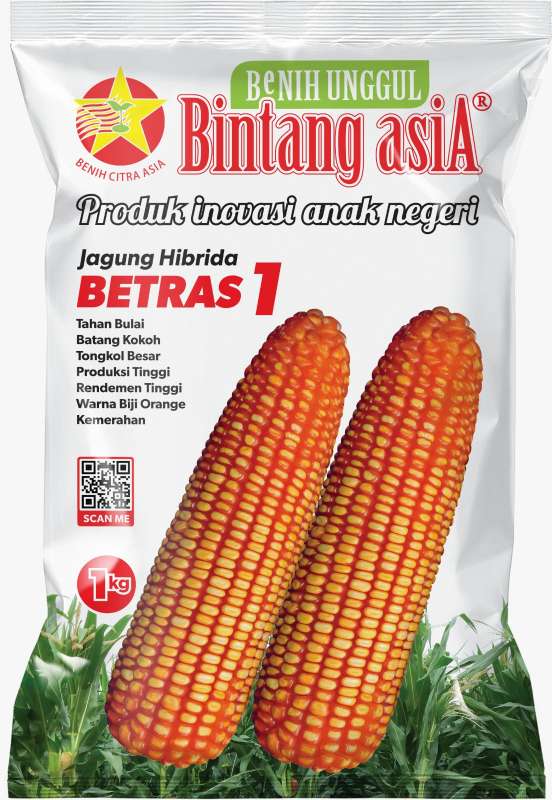 BeNIH UNGGUL
Bintang asiA®
BENIH CITRA ASIA
Produk inovasi anak negeri
Jagung Hibrida
BETRAS 1
Tahan Bulai
Batang Kokoh
Tongkol Besar
Produksi Tinggi
Rendemen Tinggi
Warna Biji Orange
Kemerahan
SCAN ME
1kg